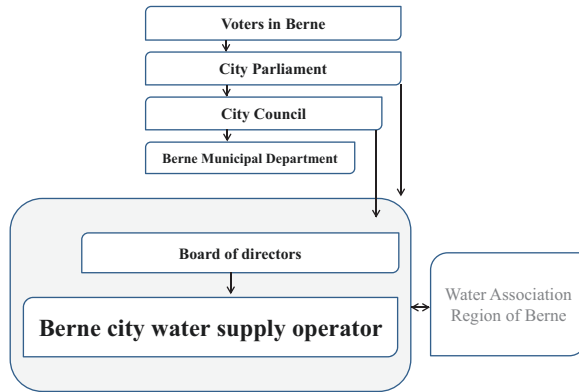 Voters in Berne
City Parliament
City Council
Berne Municipal Department
Board of directors
Berne city water supply operator
Water Association
Region of Berne